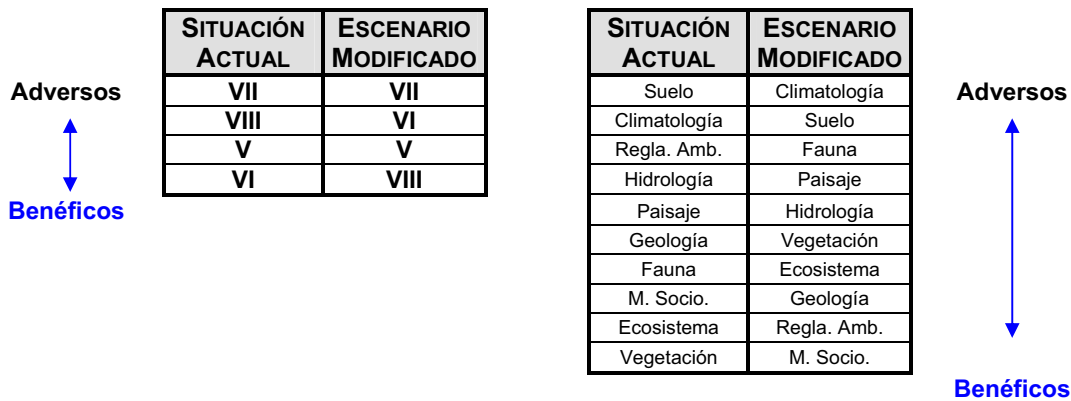 SITUACIÓN ACTUAL ESCENARIO MODIFICADO
Adversos VII VII
VIII VI
V V
VI VIII
Benéficos
SITUACIÓN ACTUAL ESCENARIO MODIFICADO
Suelo Climatología Adversos
Climatología Suelo
Regla. Amb. Fauna
Hidrología Paisaje
Paisaje Hidrología
Geología Vegetación
Fauna Ecosistema
M. Socio. Geología
Ecosistema Regla. Amb.
Vegetación M. Socio.
Benéficos